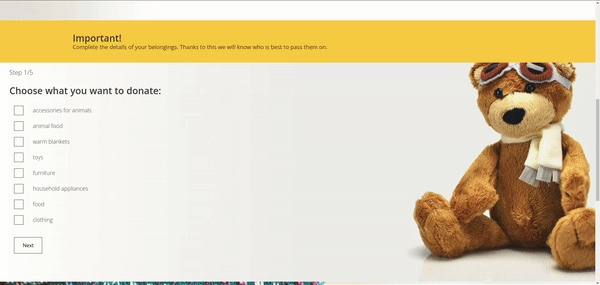 Important!
Complete the details of your belongings. Thanks to this we will know who is best to pass them on.
Step 1/5
Choose what you want to donate:
accessories for animals
animal food
warm blankets
toys
furniture
household appliances
food
clothing
Next